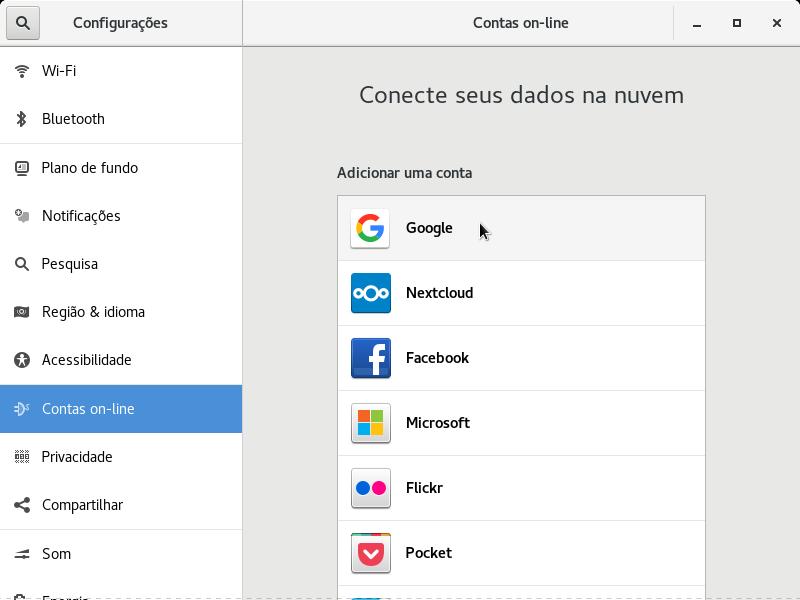 Configurações
Contas on-line
Wi-Fi
Bluetooth
Plano de fundo
Notificações
Pesquisa
Região & idioma
Acessibilidade
Contas on-line
Privacidade
Compartilhar
Som
Conecte seus dados na nuvem
Adicionar uma conta
Google
Nextcloud
Facebook
Microsoft
Flickr
Pocket